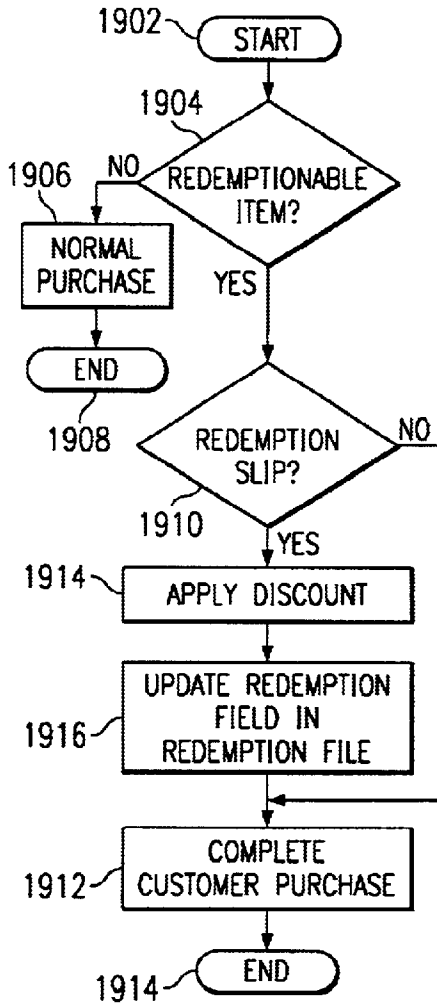 1902
START
1904
REDEMPTIONABLE
ITEM?
NO
1906
NORMAL
PURCHASE
YES
END
1908
REDEMPTION
SLIP?
NO
1910
YES
1914
APPLY DISCOUNT
UPDATE REDEMPTION
FIELD IN
REDEMPTION FILE
1916
COMPLETE
CUSTOMER PURCHASE
1912
END
1914